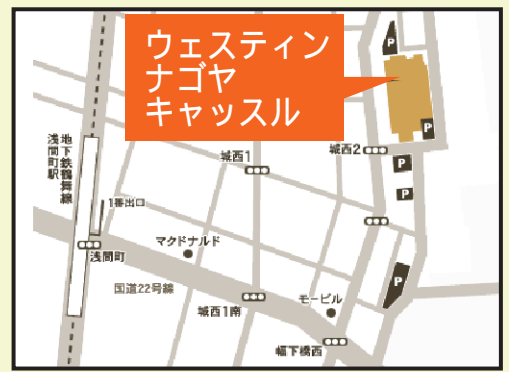 ウェスティン
ナゴヤ
キャッスル
P
P
P
P
P
城西1
城西2
地下鉄鶴舞線
浅間町駅
1番出口
マクドナルド
浅間町
国道22号線
城西1南
モービル
幅下橋西